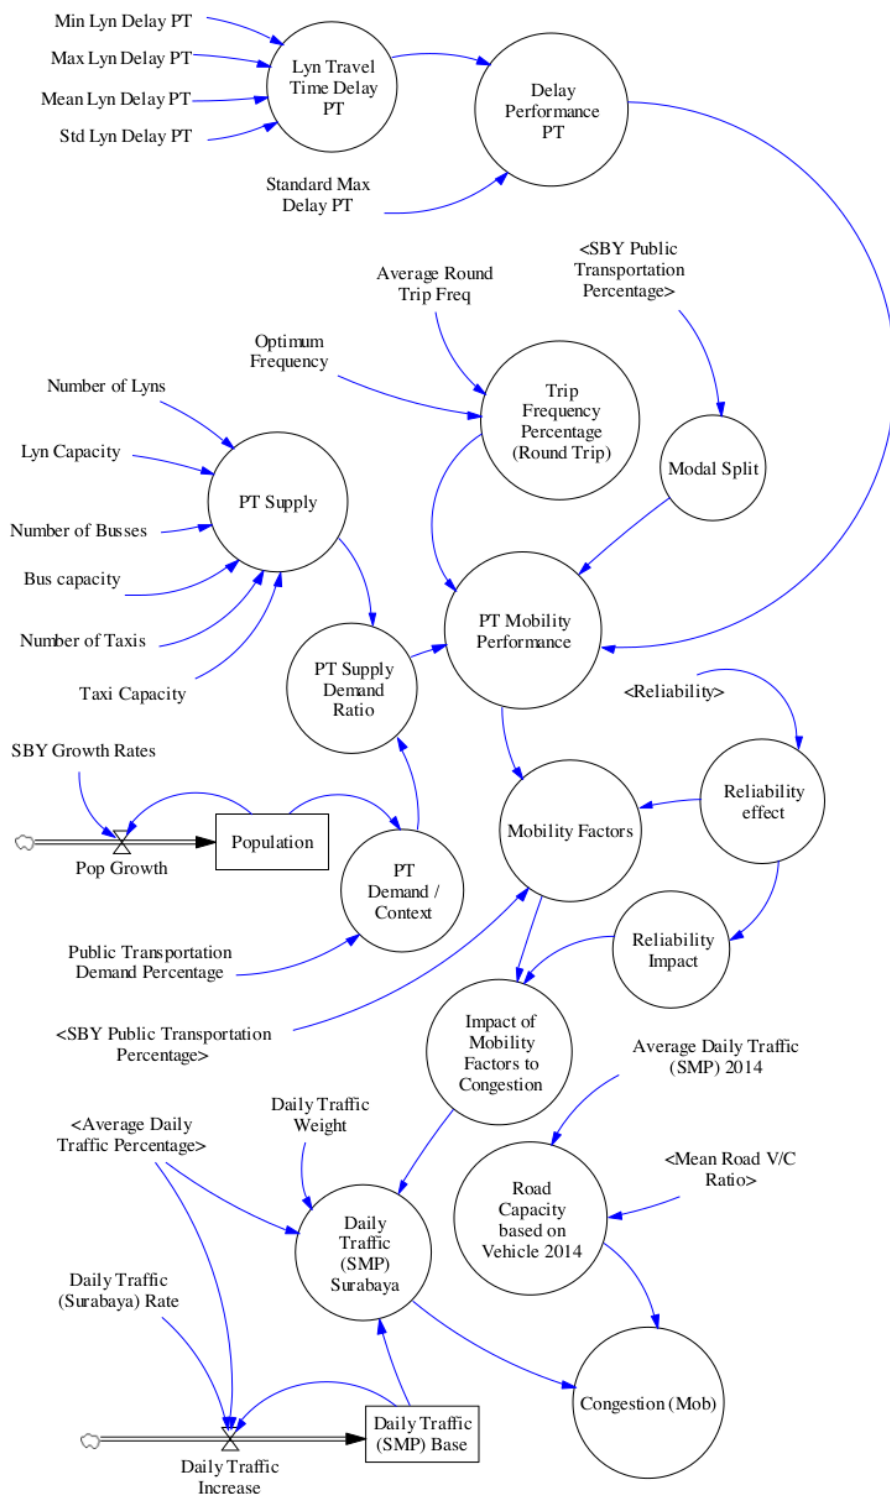 Min Lyn Delay PT
Max Lyn Delay PT
Mean Lyn Delay PT
Std Lyn Delay PT
Lyn Travel
Time Delay
PT
Delay
Performance
PT
Standard Max
Delay PT
<SBY Public
Transportation
Percentage>
Average Round
Trip Freq
Optimum
Frequency
Trip
Frequency
Percentage
(Round Trip)
Modal Split
Number of Lyns
Lyn Capacity
Number of Busses
Bus capacity
Number of Taxis
Taxi Capacity
PT Supply
PT Mobility
Performance
PT Supply
Demand
Ratio
<Reliability>
SBY Growth Rates
Pop Growth
Population
PT
Demand /
Context
Mobility Factors
Reliability
effect
Reliability
Impact
Public Transportation
Demand Percentage
<SBY Public Transportation
Percentage>
Impact of
Mobility
Factors to
Congestion
Average Daily Traffic
(SMP) 2014
<Average Daily
Traffic Percentage>
Daily Traffic
Weight
<Mean Road V/C
Ratio>
Road
Capacity
based on
Vehicle 2014
Daily
Traffic
(SMP)
Surabaya
Daily Traffic
(Surabaya) Rate
Congestion (Mob)
Daily Traffic
(SMP) Base
Daily Traffic
Increase